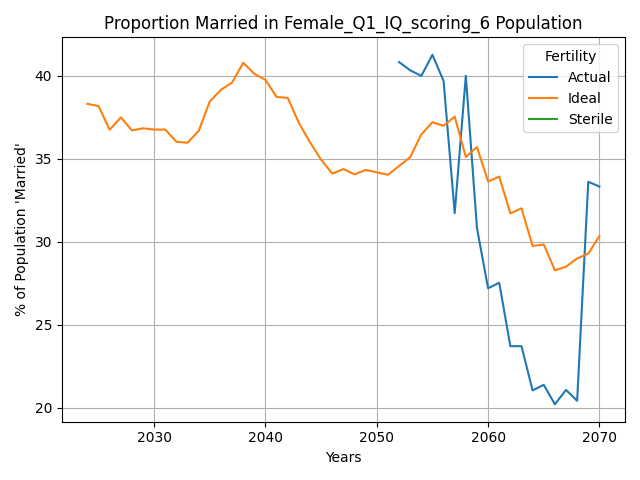 Proportion Married in Female_Q1_IQ_scoring_6 Population
Fertility
Actual
Ideal
Sterile
% of Population 'Married'
40
35
30
25
20
2030
2040
2050
2060
2070
Years